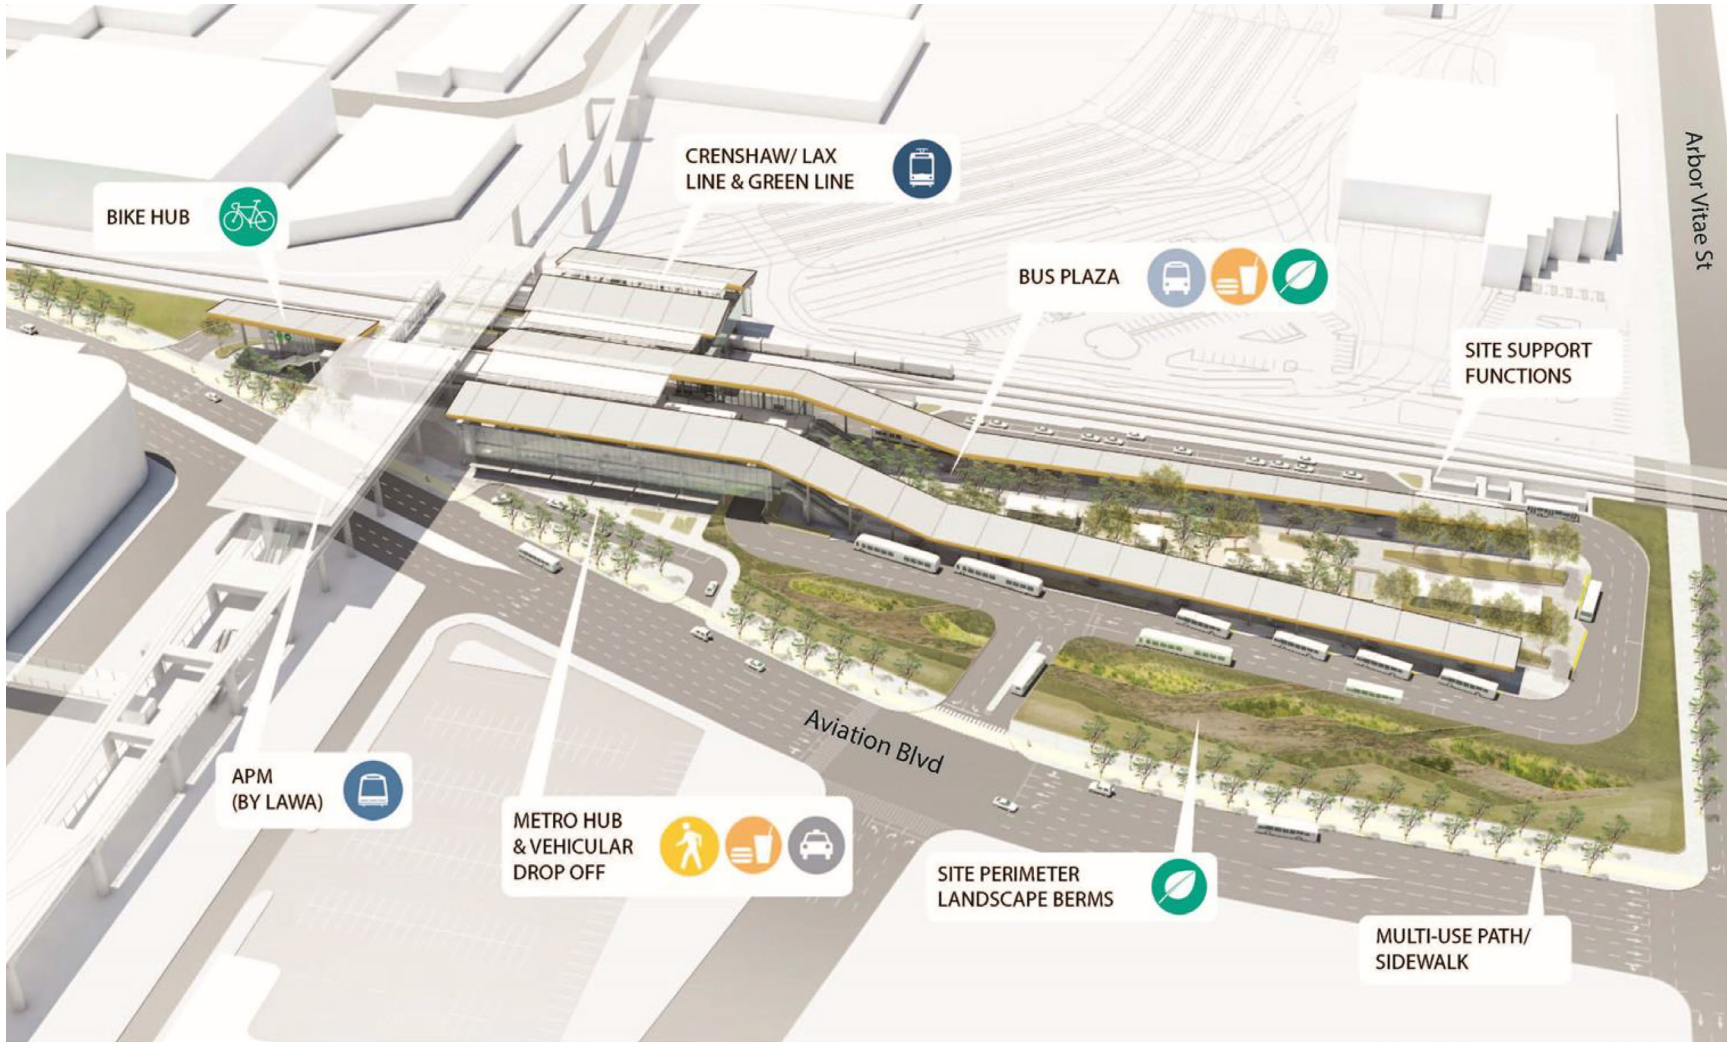 CRENSHAW/ LAX
LINE & GREEN LINE
BIKE HUB
Arbor Vitae St
BUS PLAZA
SITE SUPPORT
FUNCTIONS
Aviation Blvd
APM
(BY LAWA)
METRO HUB
& VEHICULAR
DROP OFF
SITE PERIMETER
LANDSCAPE BERMS
MULTI-USE PATH/
SIDEWALK